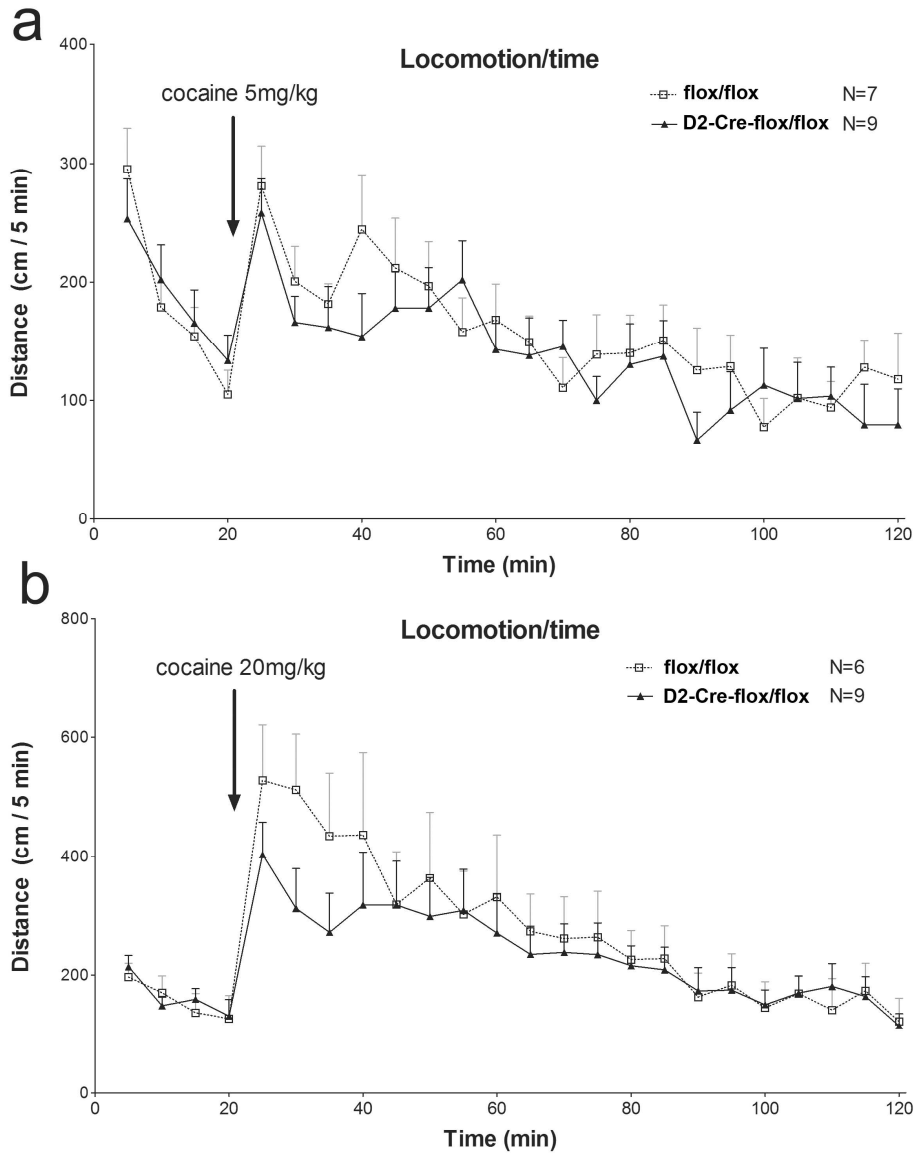 a
Locomotion/time
cocaine 5mg/kg
flox/flox N=7
D2-Cre-flox/flox N=9
Distance (cm / 5 min)
400
300
200
100
0
0 20 40 60 80 100 120
Time (min)
b
Locomotion/time
cocaine 20mg/kg
flox/flox N=6
D2-Cre-flox/flox N=9
Distance (cm / 5 min)
800
600
400
200
0
0 20 40 60 80 100 120
Time (min)